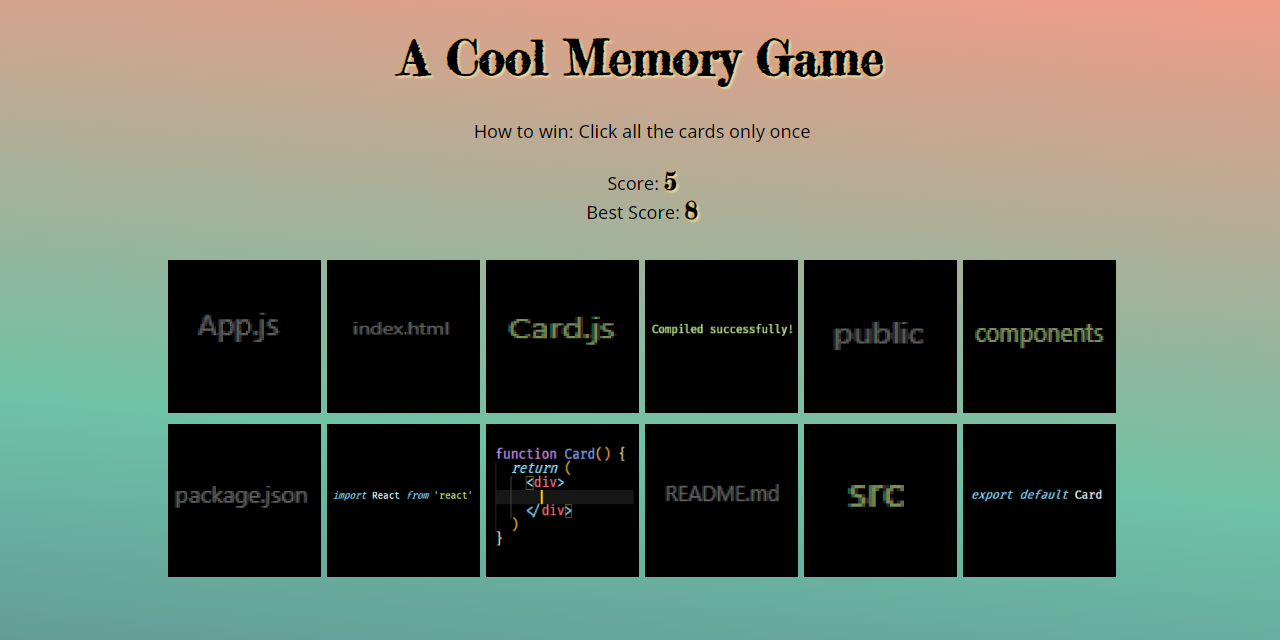 A Cool Memory Game
How to win: Click all the cards only once
Score: 5
Best Score: 8
App.js
index.html
Card.js
Compiled successfully!
public
components
package.json
import React from 'react'
function Card() {
return (
<div>
</div>
)
}
README.md
src
export default Card